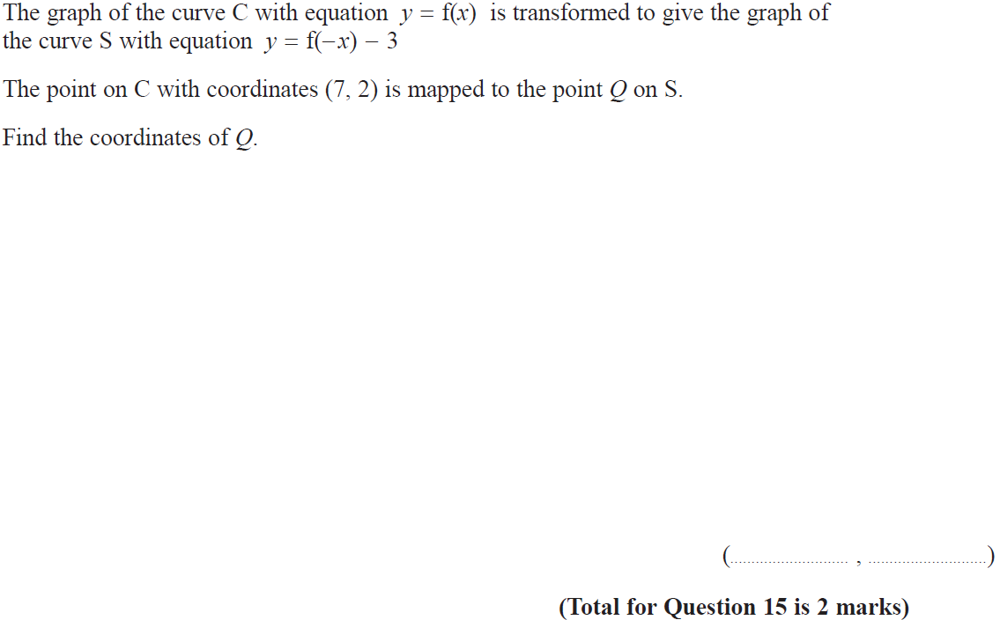 The graph of the curve C with equation y = f(x) is transformed to give the graph of
the curve S with equation y = f(−x) − 3
The point on C with coordinates (7, 2) is mapped to the point Q on S.
Find the coordinates of Q.
(.............................. , ..............................)
(Total for Question 15 is 2 marks)